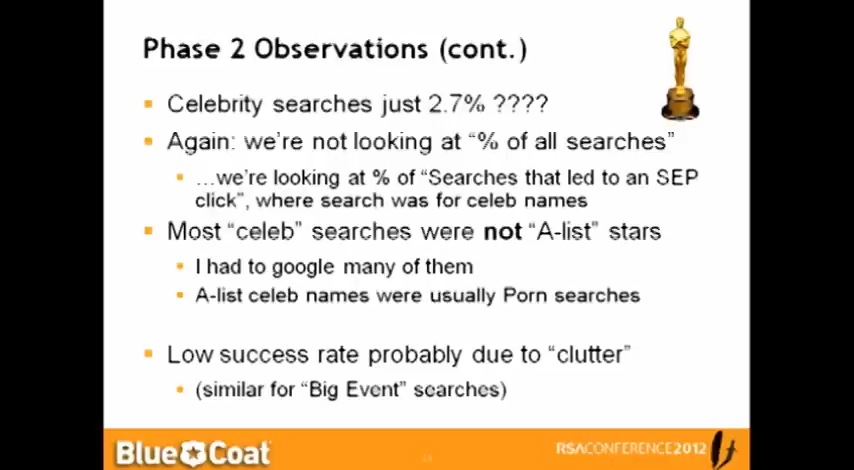 Phase 2 Observations (cont.)
Celebrity searches just 2.7% ????
Again: we're not looking at "% of all searches"
...we're looking at % of "Searches that led to an SEP
click", where search was for celeb names
Most "celeb" searches were not "A-list" stars
I had to google many of them
A-list celeb names were usually Porn searches
Low success rate probably due to "clutter"
(similar for "Big Event" searches)
Blue Coat
RSACONFERENCE2012